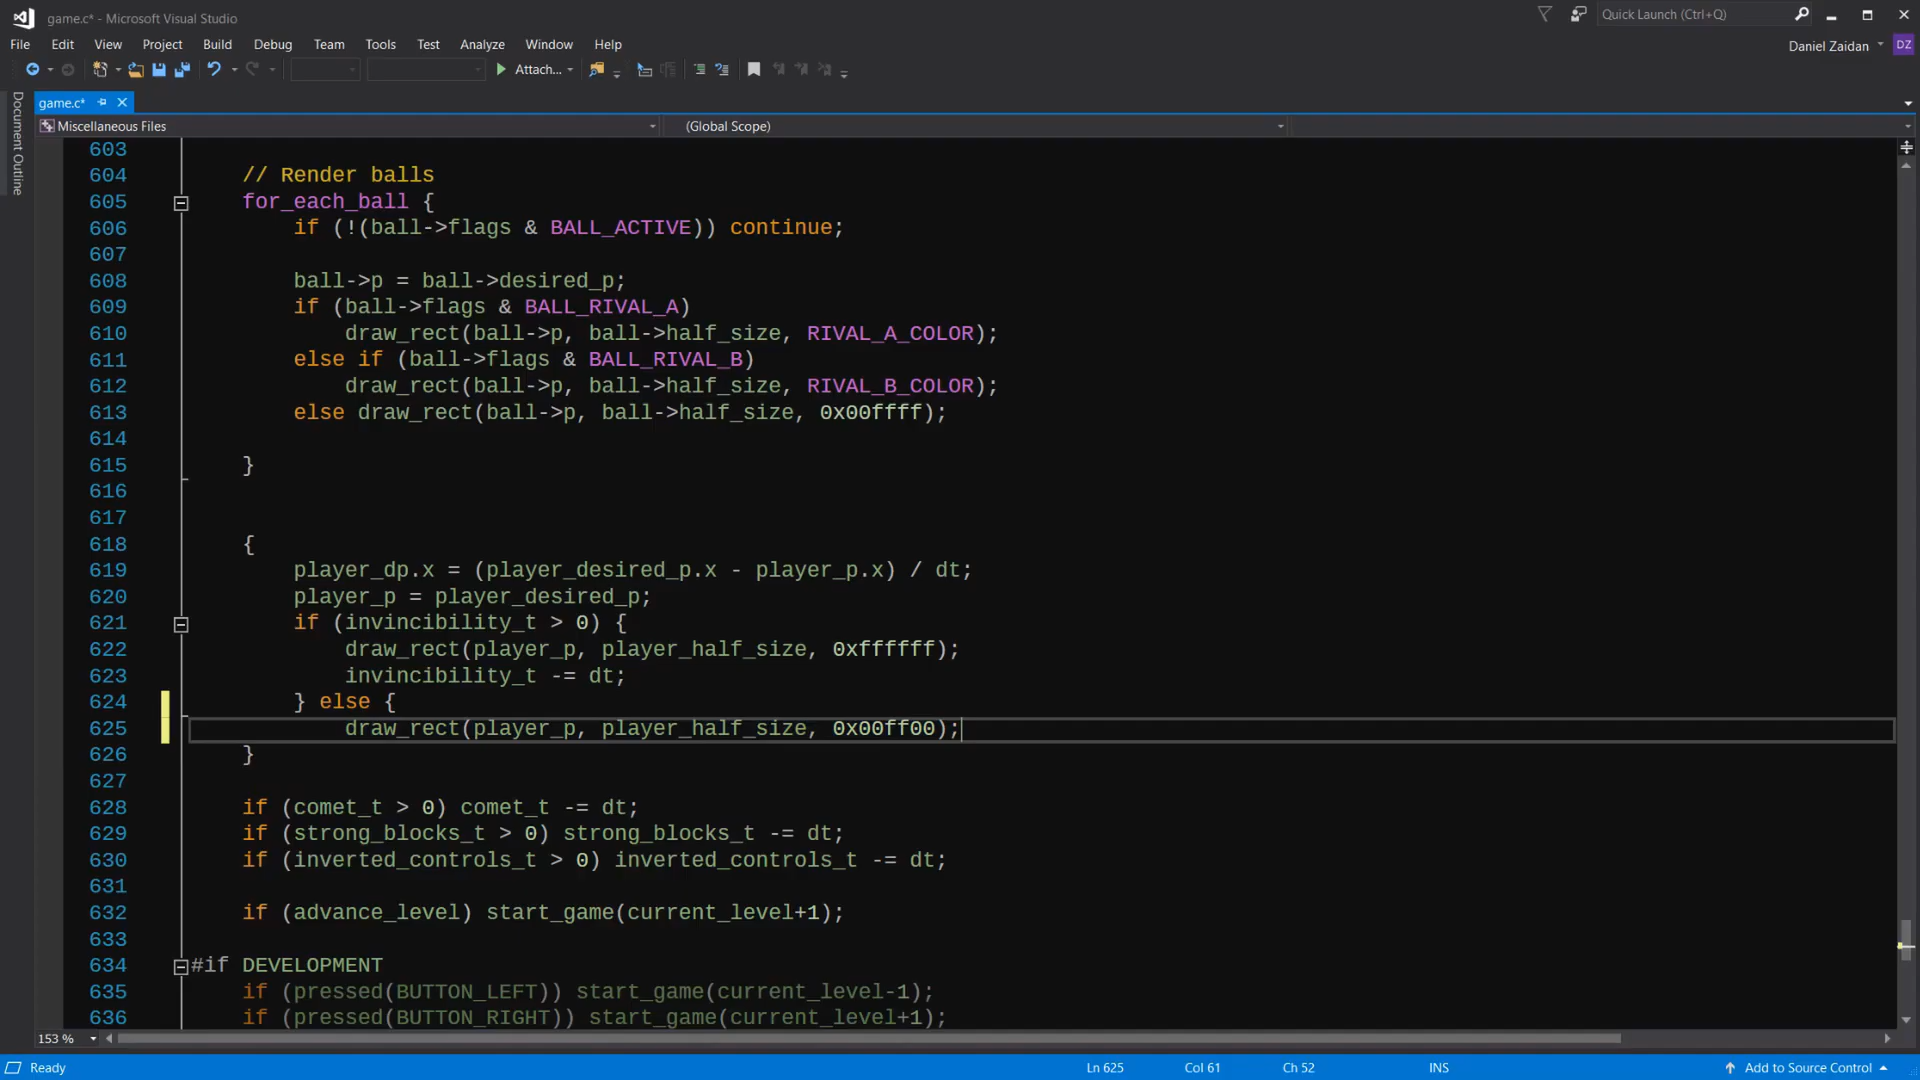 game.c* - Microsoft Visual Studio
Quick Launch (Ctrl+Q)
File Edit View Project Build Debug Team Tools Test Analyze Window Help
Daniel Zaidan DZ
Attach...
Document Outline
game.c*
Miscellaneous Files
(Global Scope)
603
604 // Render balls
605 for_each_ball {
606 if (!(ball->flags & BALL_ACTIVE)) continue;
607
608 ball->p = ball->desired_p;
609 if (ball->flags & BALL_RIVAL_A)
610 draw_rect(ball->p, ball->half_size, RIVAL_A_COLOR);
611 else if (ball->flags & BALL_RIVAL_B)
612 draw_rect(ball->p, ball->half_size, RIVAL_B_COLOR);
613 else draw_rect(ball->p, ball->half_size, 0x00ffff);
614
615 }
616
617
618 {
619 player_dp.x = (player_desired_p.x - player_p.x) / dt;
620 player_p = player_desired_p;
621 if (invincibility_t > 0) {
622 draw_rect(player_p, player_half_size, 0xffffff);
623 invincibility_t -= dt;
624 } else {
625 draw_rect(player_p, player_half_size, 0x00ff00);
626 }
627
628 if (comet_t > 0) comet_t -= dt;
629 if (strong_blocks_t > 0) strong_blocks_t -= dt;
630 if (inverted_controls_t > 0) inverted_controls_t -= dt;
631
632 if (advance_level) start_game(current_level+1);
633
634 #if DEVELOPMENT
635 if (pressed(BUTTON_LEFT)) start_game(current_level-1);
636 if (pressed(BUTTON_RIGHT)) start_game(current_level+1);
153 %
Ready
Ln 625 Col 61 Ch 52 INS
Add to Source Control